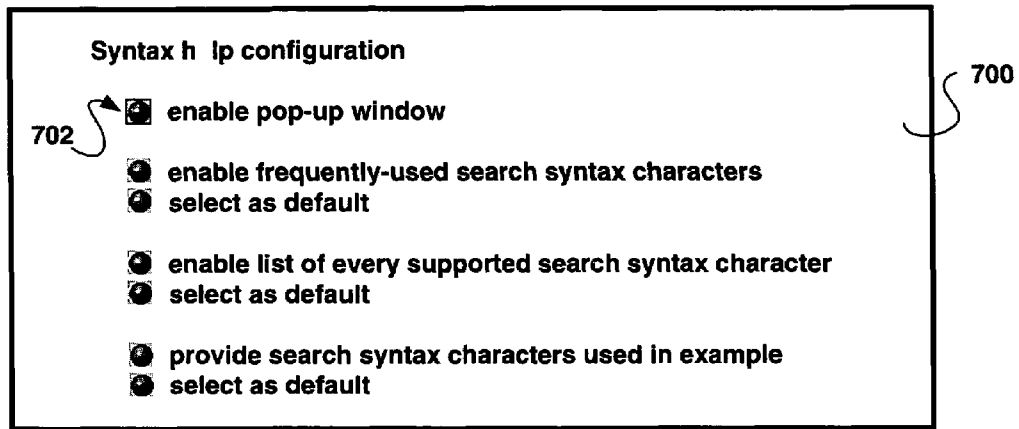 Syntax h lp configuration
700
enable pop-up window
702
enable frequently-used search syntax characters
select as default
enable list of every supported search syntax character
select as default
provide search syntax characters used in example
select as default